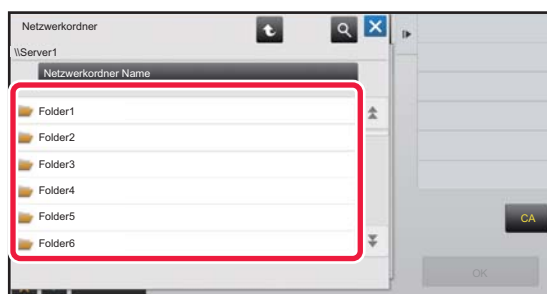 Netzwerkordner
\\Server1
Netzwerkordner Name
Folder1
Folder2
Folder3
Folder4
Folder5
Folder6
CA
OK